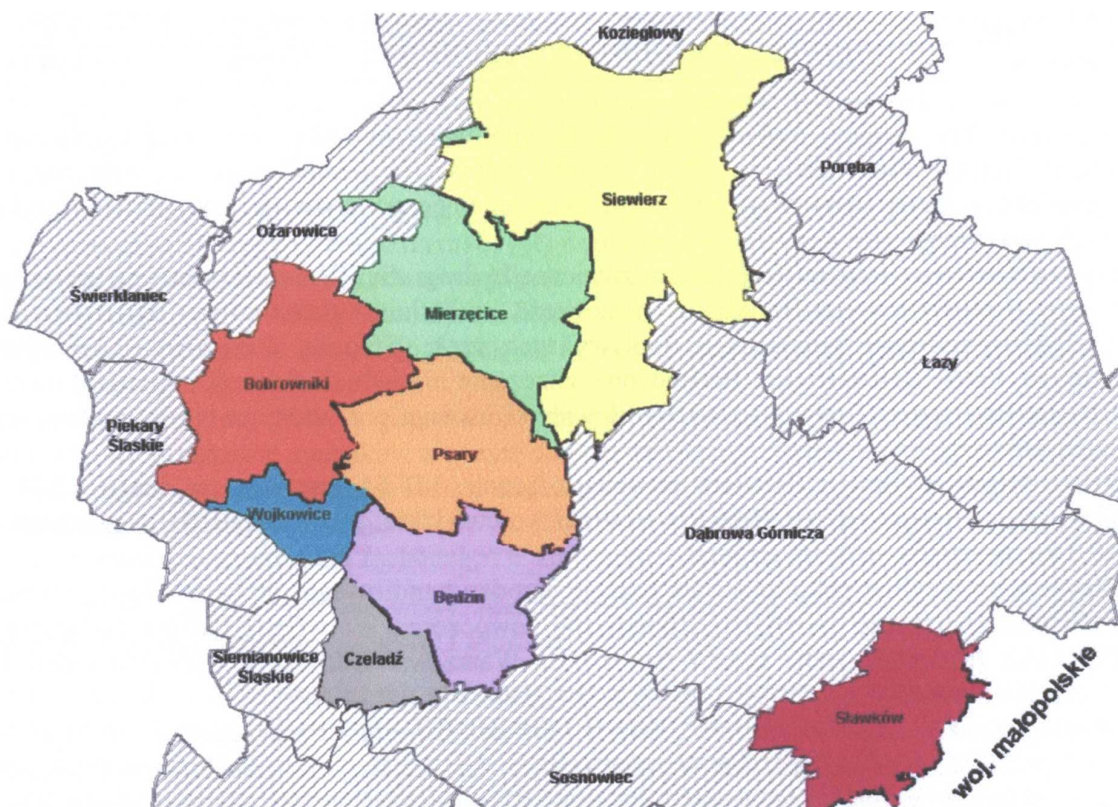 Koziegłowy
Poręba
Siewierz
Ożarowice
Świerklaniec
Mierzęcice
Łazy
Bobrowniki
Piekary
Śląskie
Psary
Wojkowice
Dąbrowa Górnicza
Będzin
Siemianowice
Śląskie
Czeladź
Sławków
woj. małopolskie
Sosnowiec